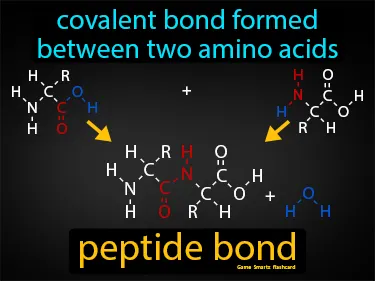 covalent bond formed
between two amino acids
H H R
N C O
H C H
O
+
H O
N C H
H C O
R H
H R H O
H C N C H
N C C O
H O R H
+
O
H H
peptide bond
Game Smartz flashcard